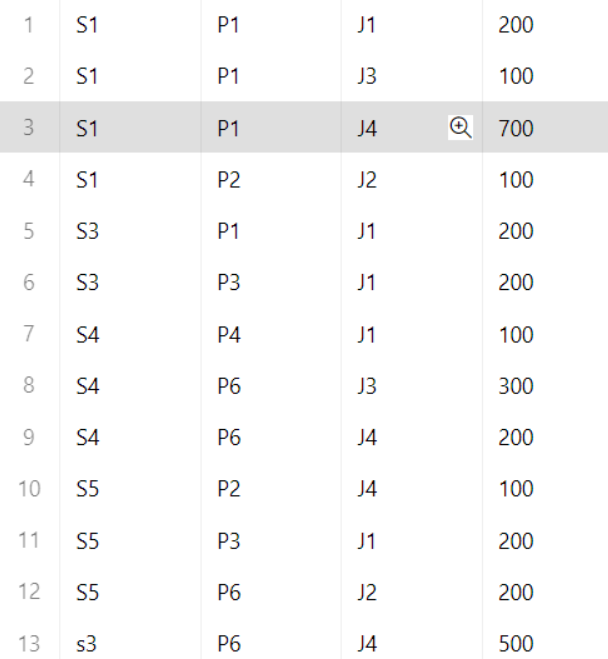 1 S1 P1 J1 200
2 S1 P1 J3 100
3 S1 P1 J4 700
4 S1 P2 J2 100
5 S3 P1 J1 200
6 S3 P3 J1 200
7 S4 P4 J1 100
8 S4 P6 J3 300
9 S4 P6 J4 200
10 S5 P2 J4 100
11 S5 P3 J1 200
12 S5 P6 J2 200
13 s3 P6 J4 500